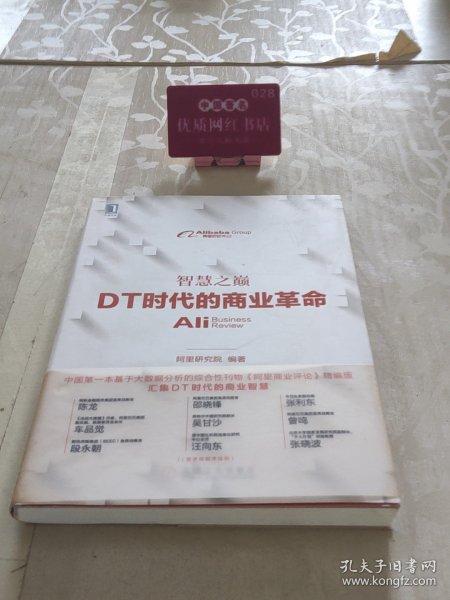 028
中国書店
优质网红书店
Alibaba Group
阿里巴巴集团
智慧之巅
DT时代的商业革命
Ali Business Review
阿里研究院 编著
中国第一本基于大数据分析的综合性刊物《阿里商业评论》精编版
汇集DT时代的商业智慧
陈龙 邵晓锋 张利东
车品觉 吴甘沙 曾鸣
段永朝 汪向东 张晓波
孔夫子旧书网
www.kongfz.com